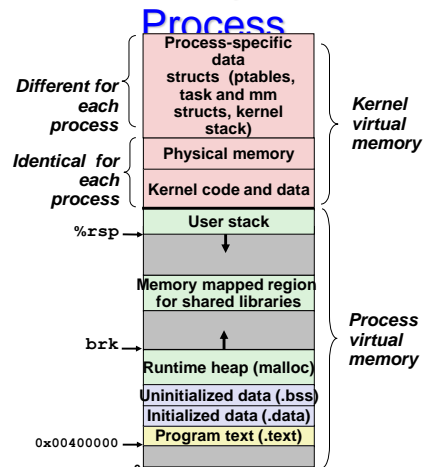 Process
Process-specific
data
structs (ptables,
task and mm
structs, kernel
stack)
Different for
each
process
Kernel
virtual
memory
Physical memory
Identical for
each
process
Kernel code and data
User stack
%rsp
Memory mapped region
for shared libraries
Process
virtual
memory
brk
Runtime heap (malloc)
Uninitialized data (.bss)
Initialized data (.data)
Program text (.text)
0x00400000